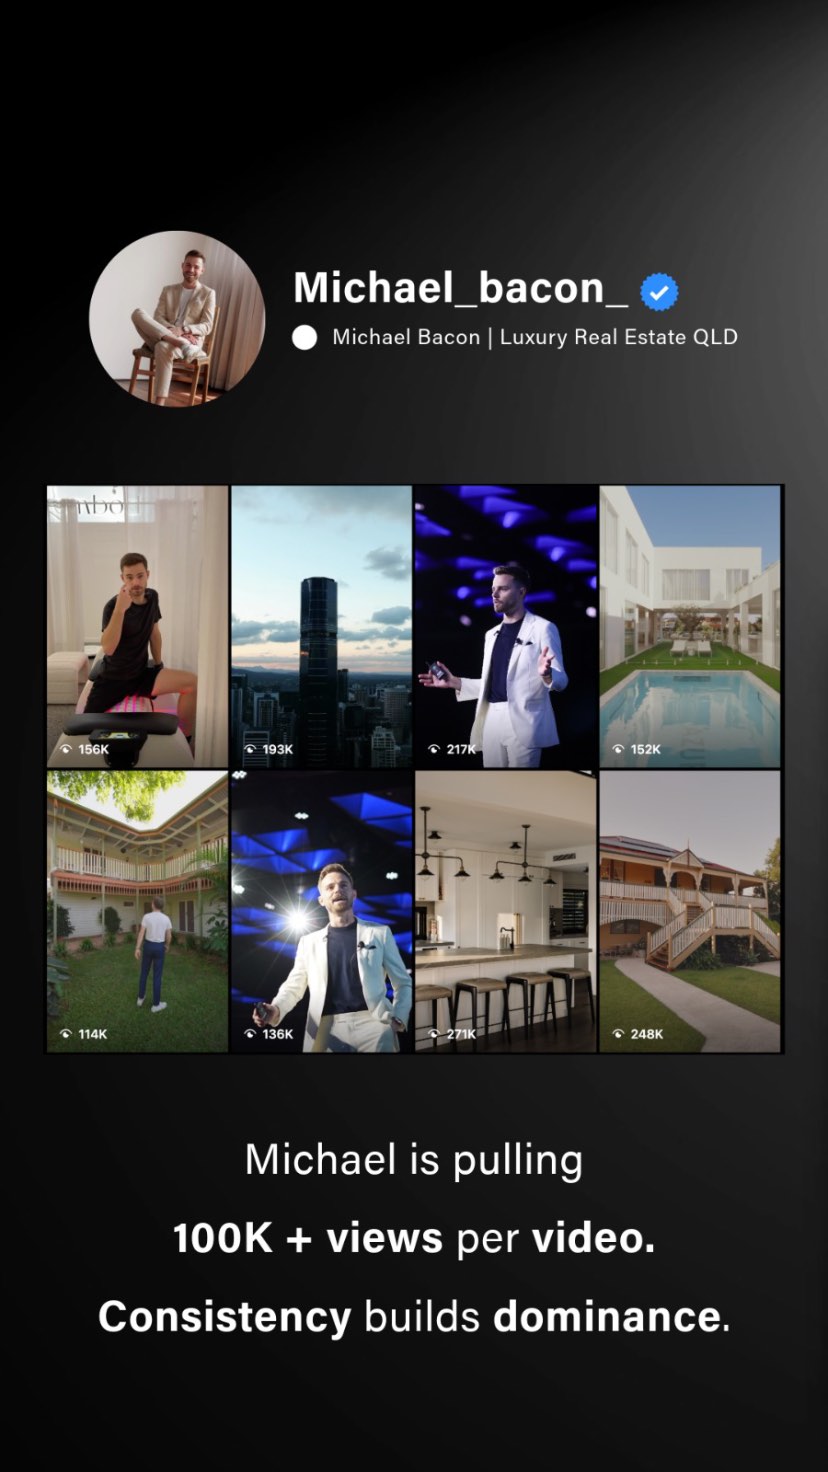 Michael_bacon_
Michael Bacon | Luxury Real Estate QLD
156K
193K
217K
152K
114K
136K
271K
248K
Michael is pulling
100K + views per video.
Consistency builds dominance.